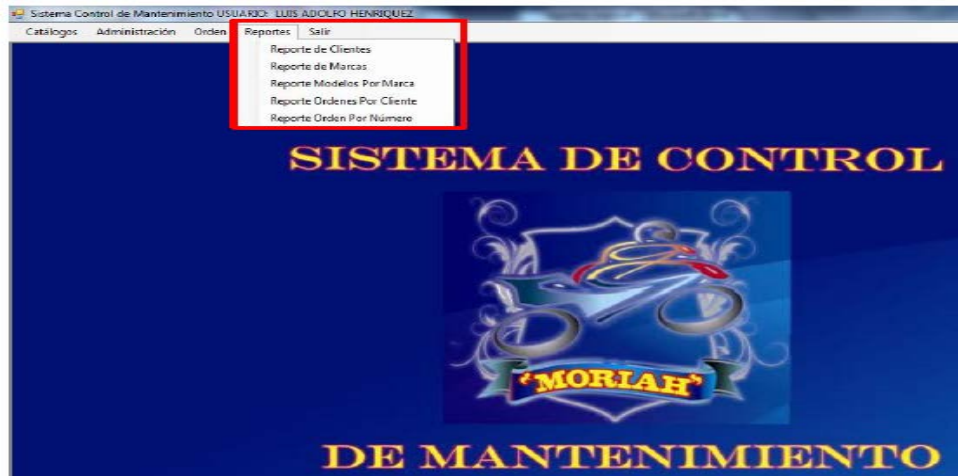 Sistema Control de Mantenimiento USUARIO: LUIS ADOLFO HENRIQUEZ
Catálogos Administración Orden Reportes Salir
Reporte de Clientes
Reporte de Marcas
Reporte Modelos Por Marca
Reporte Ordenes Por Cliente
Reporte Orden Por Número
SISTEMA DE CONTROL
"MORIAH"
DE MANTENIMIENTO